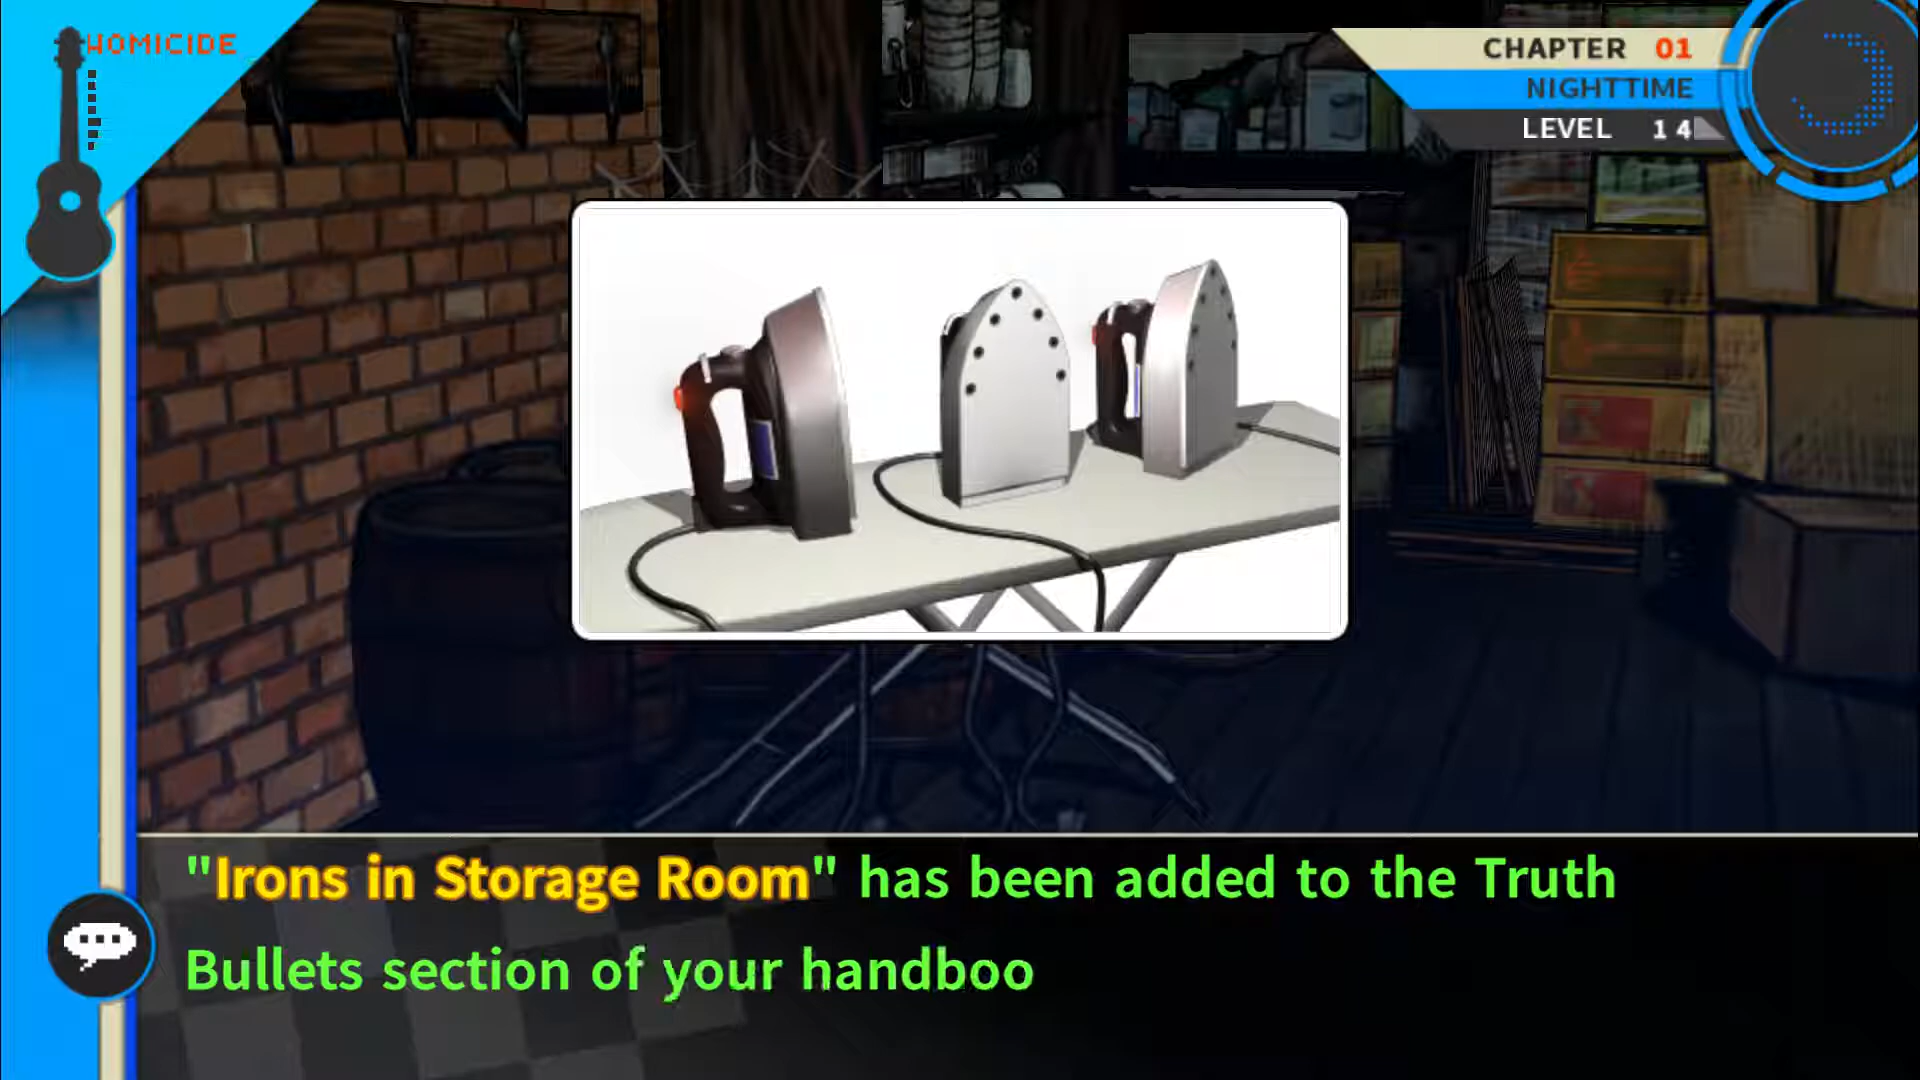 HOMICIDE
CHAPTER 01
NIGHTTIME
LEVEL 14
"Irons in Storage Room" has been added to the Truth
Bullets section of your handboo